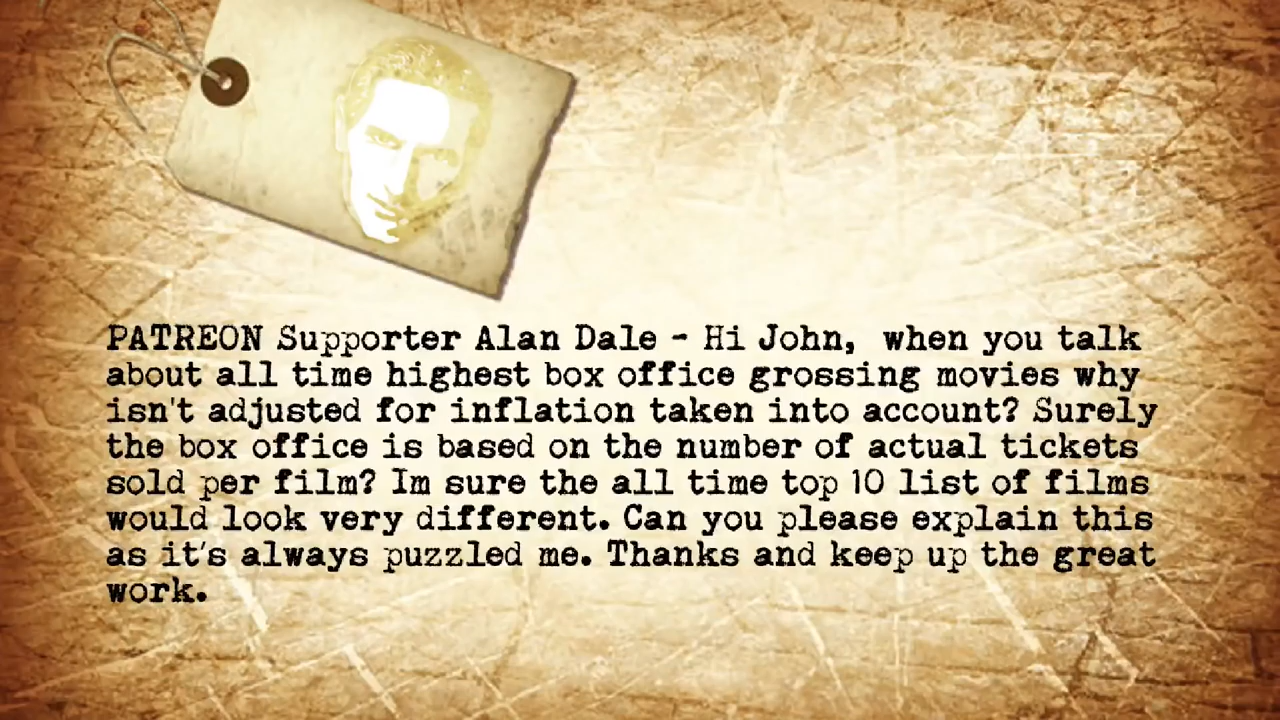 PATREON Supporter Alan Dale - Hi John,  when you talk
about all time highest box office grossing movies why
isn't adjusted for inflation taken into account? Surely
the box office is based on the number of actual tickets
sold per film? Im sure the all time top 10 list of films
would look very different. Can you please explain this
as it's always puzzled me. Thanks and keep up the great
work.